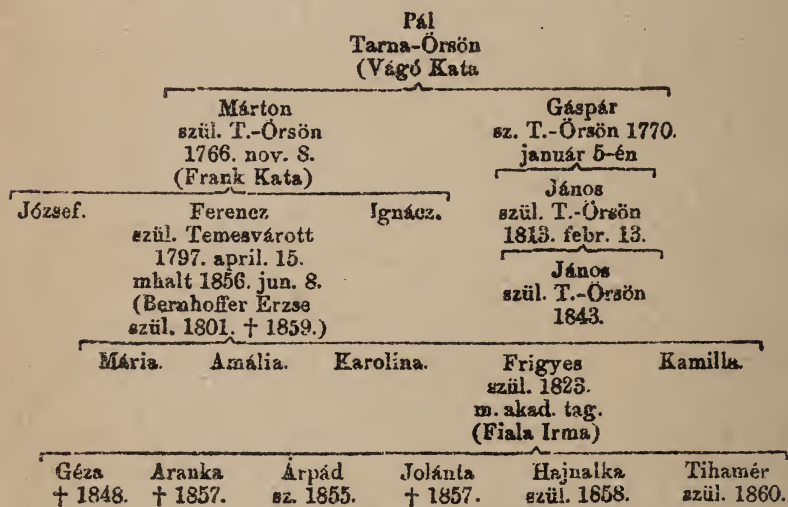 Pál
Tarna-Örsön
(Vágó Kata
Márton
szül. T.-Örsön
1766. nov. 8.
(Frank Kata)
Gáspár
sz. T.-Örsön 1770.
január 5-én
József.
Ferencz
szül. Temesvárott
1797. april. 15.
mhalt 1856. jun. 8.
(Bernhoffer Erzse
szül. 1801. † 1859.)
Ignácz.
János
szül. T.-Örsön
1813. febr. 13.
János
szül. T.-Örsön
1843.
Mária. Amália. Karolina. Frigyes Kamilla.
szül. 1823.
m. akad. tag.
(Fiala Irma)
Géza Aranka Árpád Jolánta Hajnalka Tihamér
† 1848. † 1857. sz. 1855. † 1857. szül. 1858. szül. 1860.